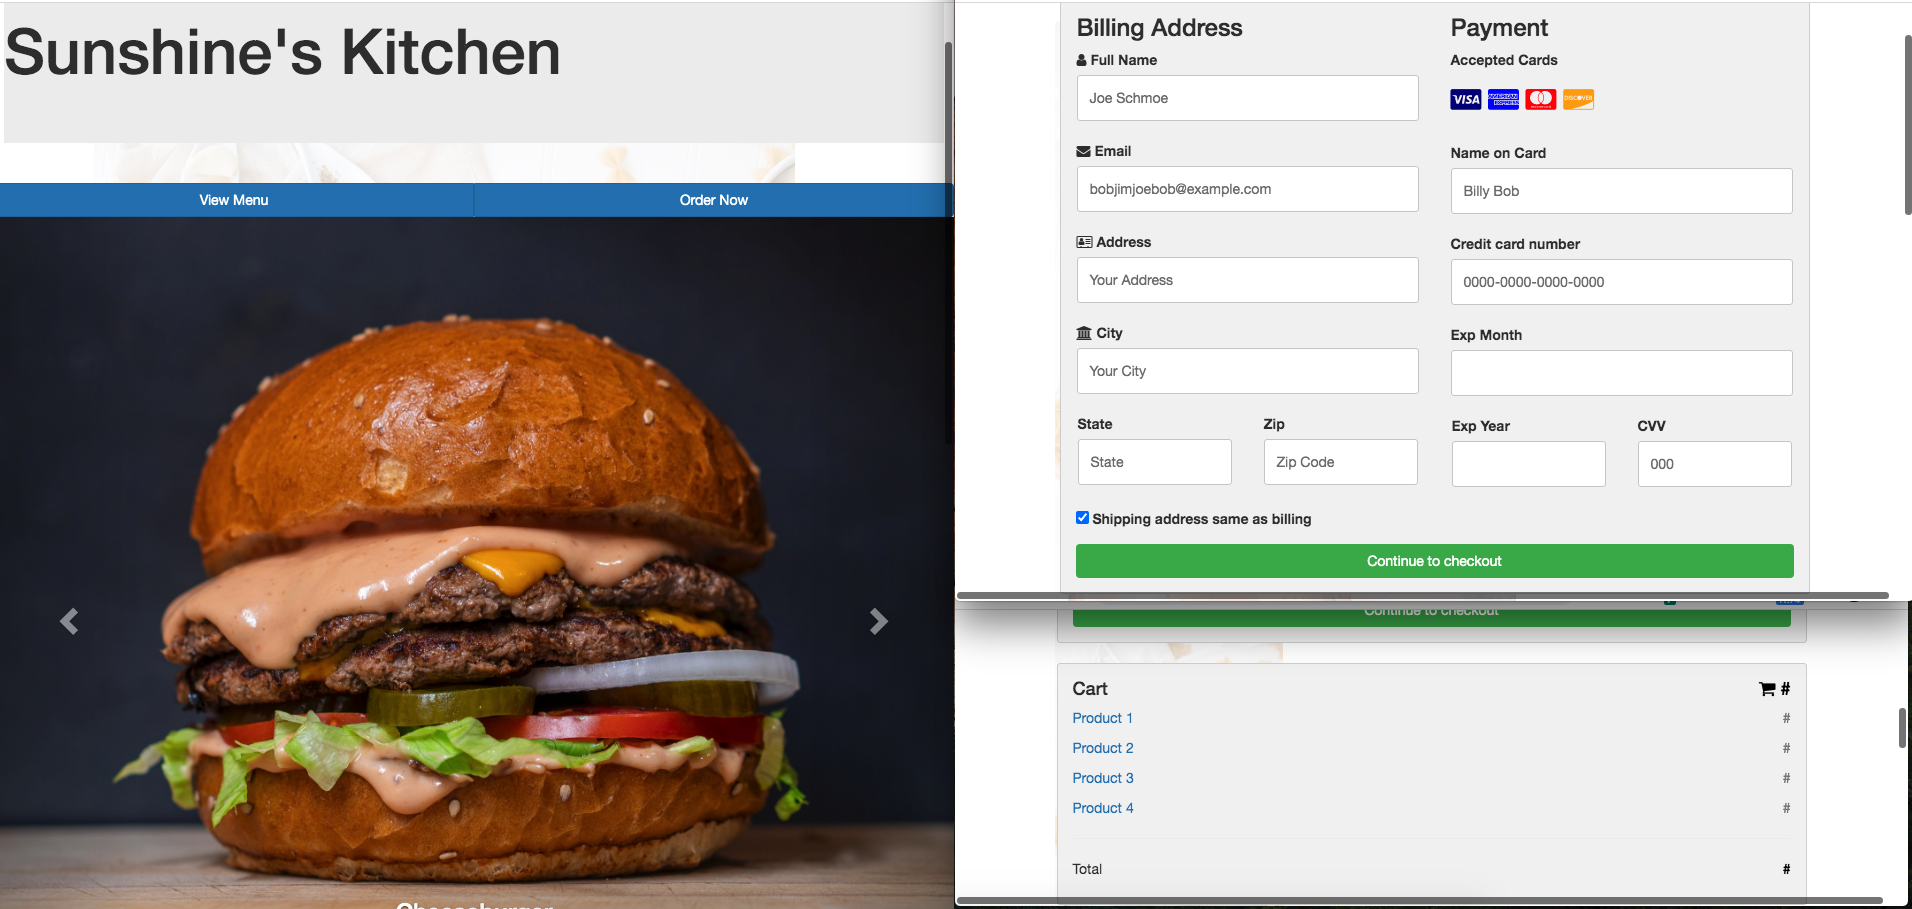 Sunshine's Kitchen
View Menu
Order Now
Cheeseburger
Billing Address
Full Name
Joe Schmoe
Email
bobjimjoebob@example.com
Address
Your Address
City
Your City
State
Zip
State
Zip Code
Shipping address same as billing
Payment
Accepted Cards
VISA AMERICAN EXPRESS DISCOVER
Name on Card
Billy Bob
Credit card number
0000-0000-0000-0000
Exp Month
Exp Year
CVV
000
Continue to checkout
Continue to checkout
Cart #
Product 1 #
Product 2 #
Product 3 #
Product 4 #
Total #